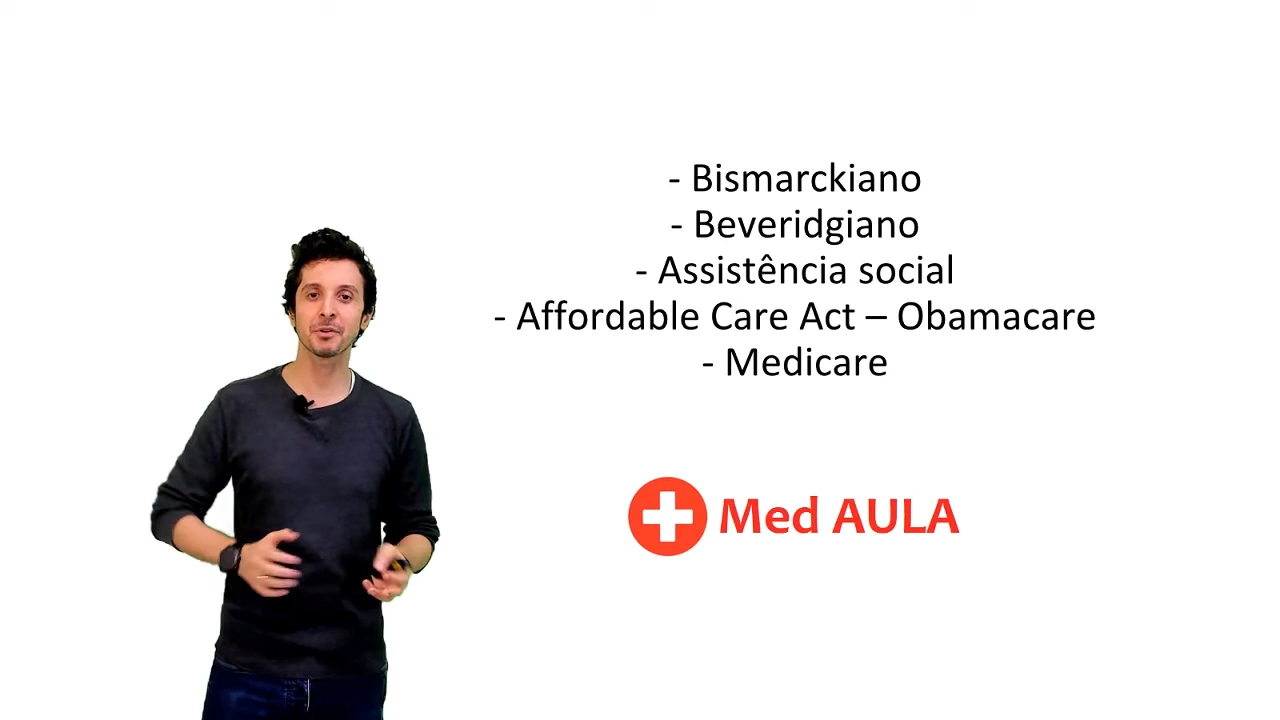 - Bismarckiano
- Beveridgiano
- Assistência social
- Affordable Care Act – Obamacare
- Medicare
Med AULA